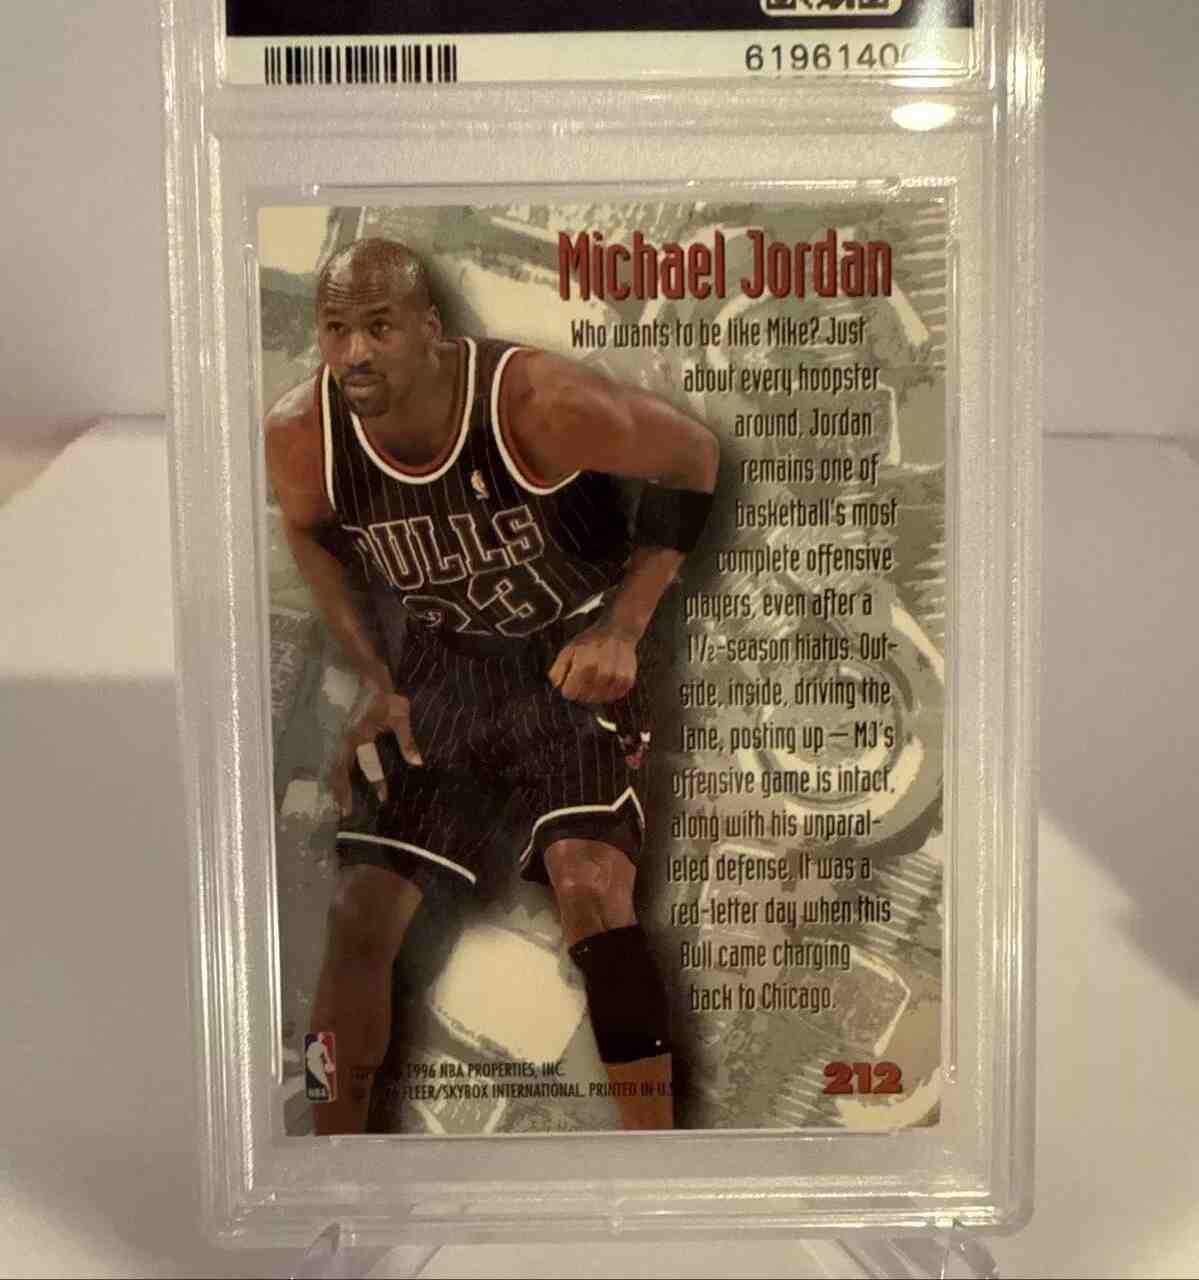 Michael Jordan
Who wants to be like Mike? Just
about every hoopster
around, Jordan
remains one of
basketball's most
complete offensive
players, even after a
1½-season hiatus. Out-
side, inside, driving the
lane, posting up — MJ's
offensive game is intact,
along with his unparal-
leled defense. It was a
red-letter day when this
Bull came charging
back to Chicago.
BULLS
23
NBA
1996 NBA PROPERTIES, INC.
FLEER/SKYBOX INTERNATIONAL. PRINTED IN U.S
212